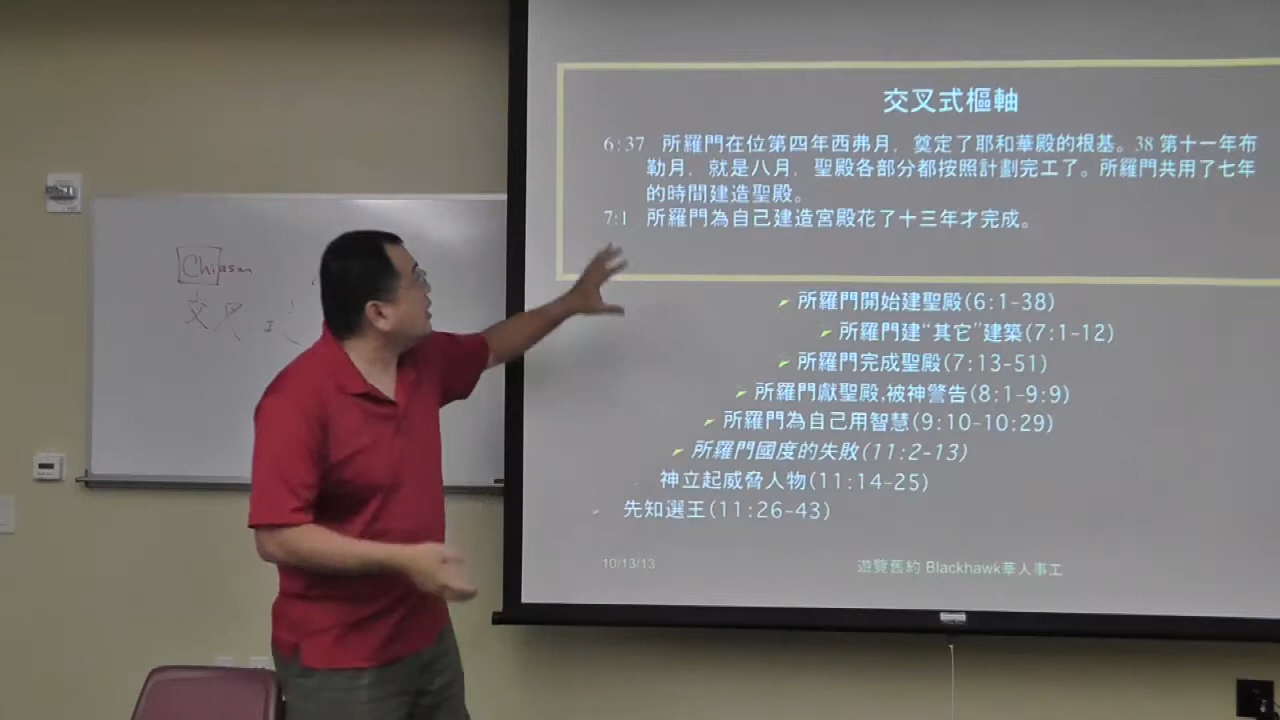 交叉式樞軸
6:37 所羅門在位第四年西弗月，奠定了耶和華殿的根基。38 第十一年布
勒月，就是八月，聖殿各部分都按照計劃完工了。所羅門共用了七年
的時間建造聖殿。
7:1 所羅門為自己建造宮殿花了十三年才完成。
所羅門開始建聖殿(6:1-38)
所羅門建“其它”建築(7:1-12)
所羅門完成聖殿(7:13-51)
所羅門獻聖殿,被神警告(8:1-9:9)
所羅門為自己用智慧(9:10-10:29)
所羅門國度的失敗(11:2-13)
神立起威脅人物(11:14-25)
先知選王(11:26-43)
10/13/13
遊覽舊約 Blackhawk華人事工
Chiasm
交叉